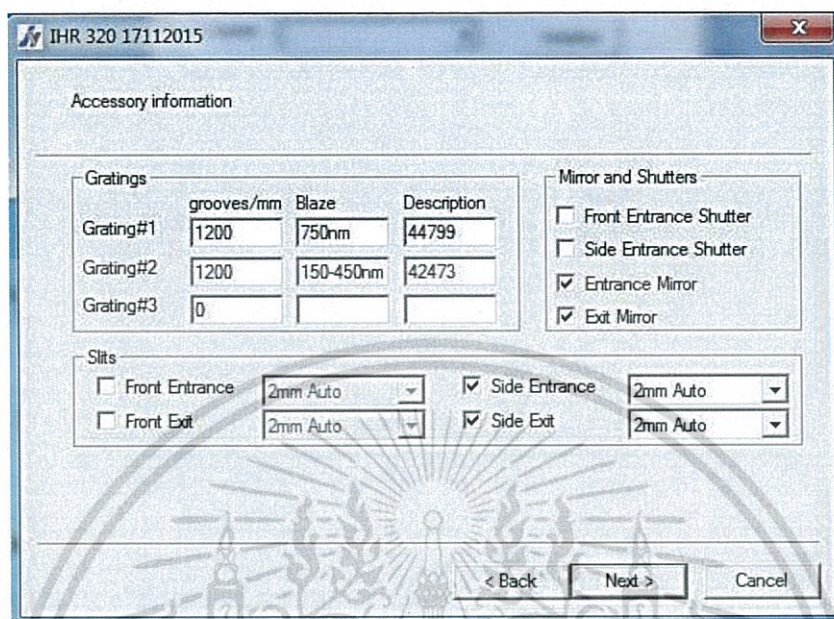 IHR 320 17112015
Accessory information
Gratings
grooves/mm Blaze Description
Grating#1 1200 750nm 44799
Grating#2 1200 150-450nm 42473
Grating#3 0
Mirror and Shutters
Front Entrance Shutter
Side Entrance Shutter
Entrance Mirror
Exit Mirror
Slits
Front Entrance 2mm Auto Side Entrance 2mm Auto
Front Exit 2mm Auto Side Exit 2mm Auto
< Back Next > Cancel